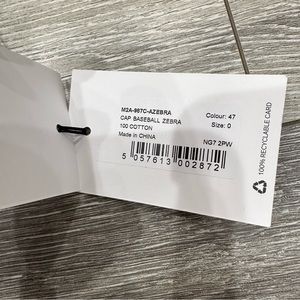 M2A-987C-AZEBRA
CAP BASEBALL ZEBRA
100 COTTON
Made in CHINA
Colour: 47
Size: 0
NG7 2PW
5 057613 002872
100% RECYCLABLE CARD